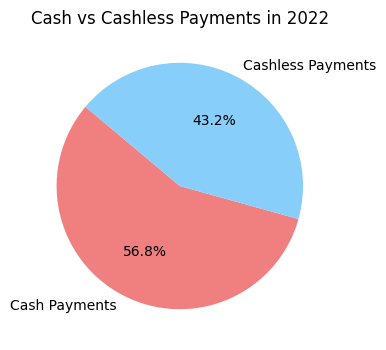 Cash vs Cashless Payments in 2022
Cashless Payments
43.2%
56.8%
Cash Payments